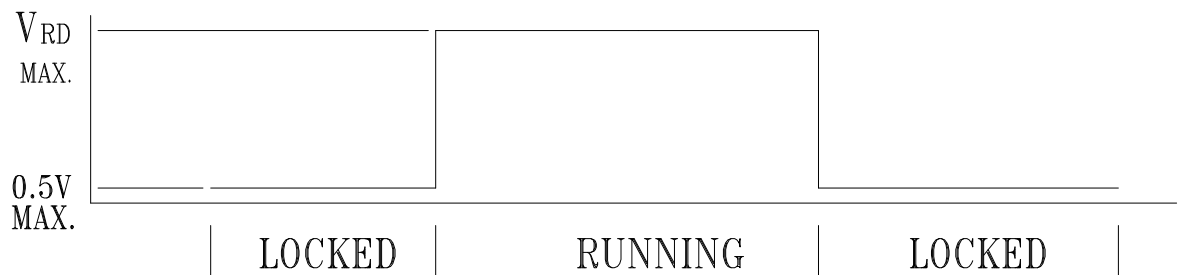 VRD
MAX.
0.5V
MAX.
LOCKED RUNNING LOCKED